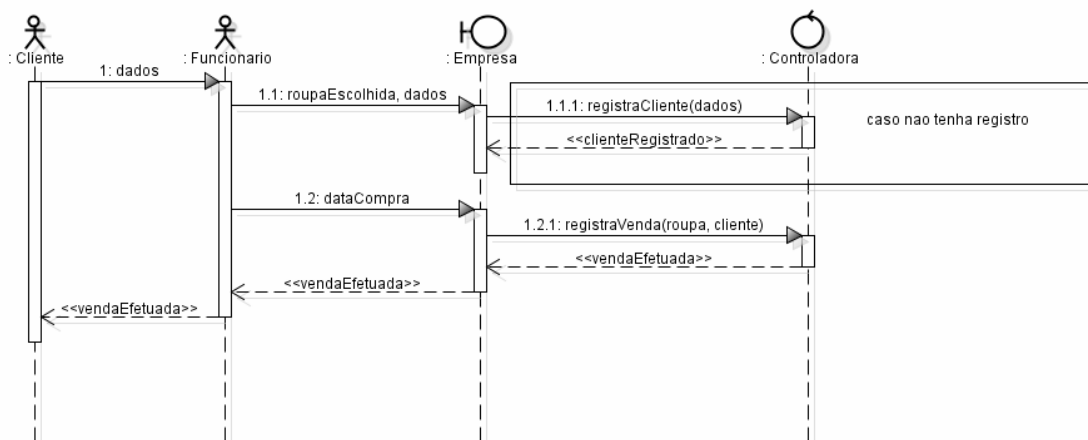 : Cliente
: Funcionario
: Empresa
: Controladora
1: dados
1.1: roupaEscolhida, dados
1.1.1: registraCliente(dados)
caso nao tenha registro
<<clienteRegistrado>>
1.2: dataCompra
1.2.1: registraVenda(roupa, cliente)
<<vendaEfetuada>>
<<vendaEfetuada>>
<<vendaEfetuada>>